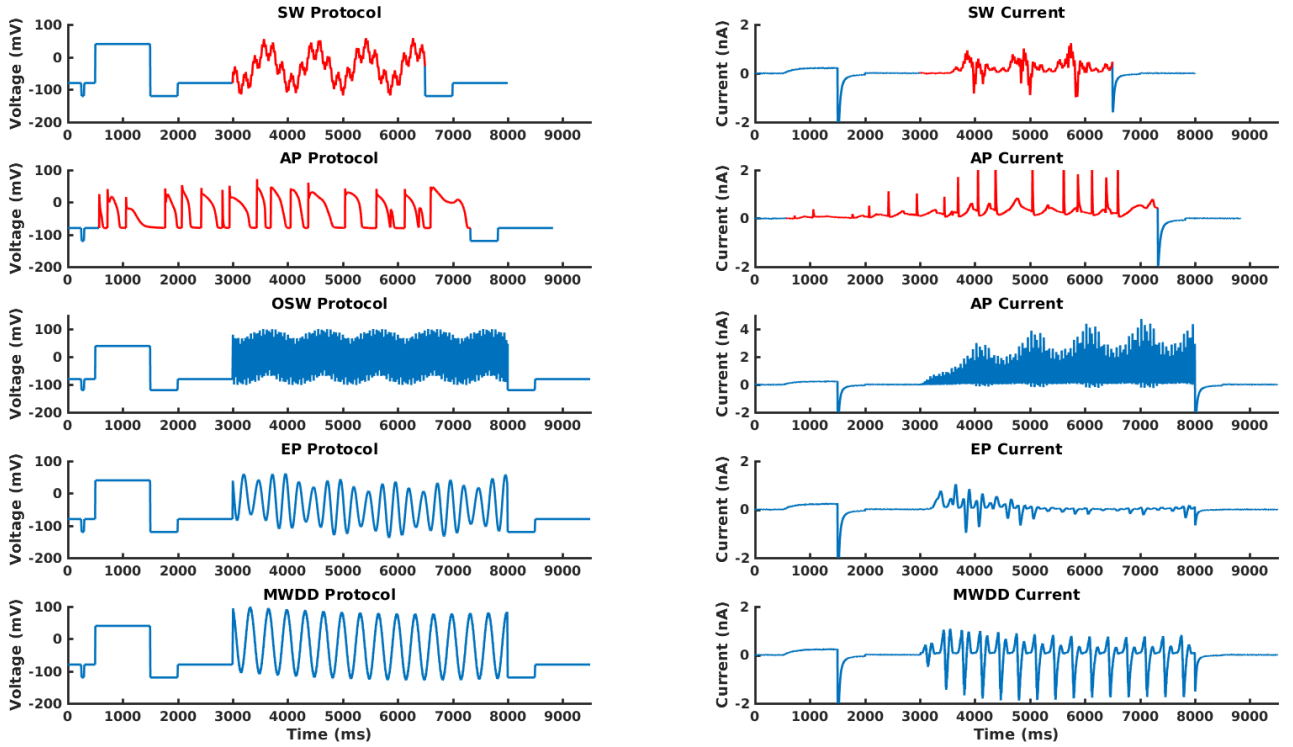 SW Protocol
Voltage (mV)
100
0
-100
-200
0 1000 2000 3000 4000 5000 6000 7000 8000 9000
SW Current
Current (nA)
2
0
-2
0 1000 2000 3000 4000 5000 6000 7000 8000 9000
AP Protocol
Voltage (mV)
100
0
-100
-200
0 1000 2000 3000 4000 5000 6000 7000 8000 9000
AP Current
Current (nA)
2
0
-2
0 1000 2000 3000 4000 5000 6000 7000 8000 9000
OSW Protocol
Voltage (mV)
100
0
-100
-200
0 1000 2000 3000 4000 5000 6000 7000 8000 9000
AP Current
Current (nA)
4
2
0
-2
0 1000 2000 3000 4000 5000 6000 7000 8000 9000
EP Protocol
Voltage (mV)
100
0
-100
-200
0 1000 2000 3000 4000 5000 6000 7000 8000 9000
EP Current
Current (nA)
2
0
-2
0 1000 2000 3000 4000 5000 6000 7000 8000 9000
MWDD Protocol
Voltage (mV)
100
0
-100
-200
0 1000 2000 3000 4000 5000 6000 7000 8000 9000
Time (ms)
MWDD Current
Current (nA)
2
0
-2
0 1000 2000 3000 4000 5000 6000 7000 8000 9000
Time (ms)